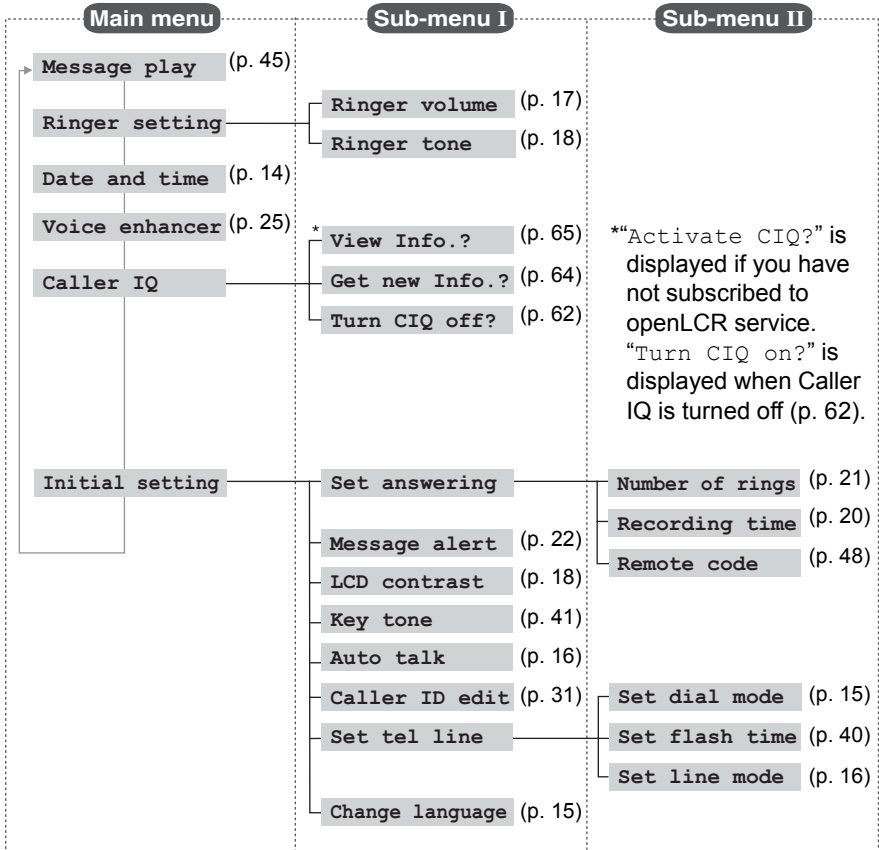 Main menu Sub-menu I Sub-menu II
Message play (p. 45)
Ringer setting Ringer volume (p. 17)
Ringer tone (p. 18)
Date and time (p. 14)
Voice enhancer (p. 25)
Caller IQ * View Info.? (p. 65)
Get new Info.? (p. 64)
Turn CIQ off? (p. 62)
*“Activate CIQ?” is
displayed if you have
not subscribed to
openLCR service.
“Turn CIQ on?” is
displayed when Caller
IQ is turned off (p. 62).
Initial setting Set answering Number of rings (p. 21)
Recording time (p. 20)
Remote code (p. 48)
Message alert (p. 22)
LCD contrast (p. 18)
Key tone (p. 41)
Auto talk (p. 16)
Caller ID edit (p. 31)
Set tel line Set dial mode (p. 15)
Set flash time (p. 40)
Set line mode (p. 16)
Change language (p. 15)